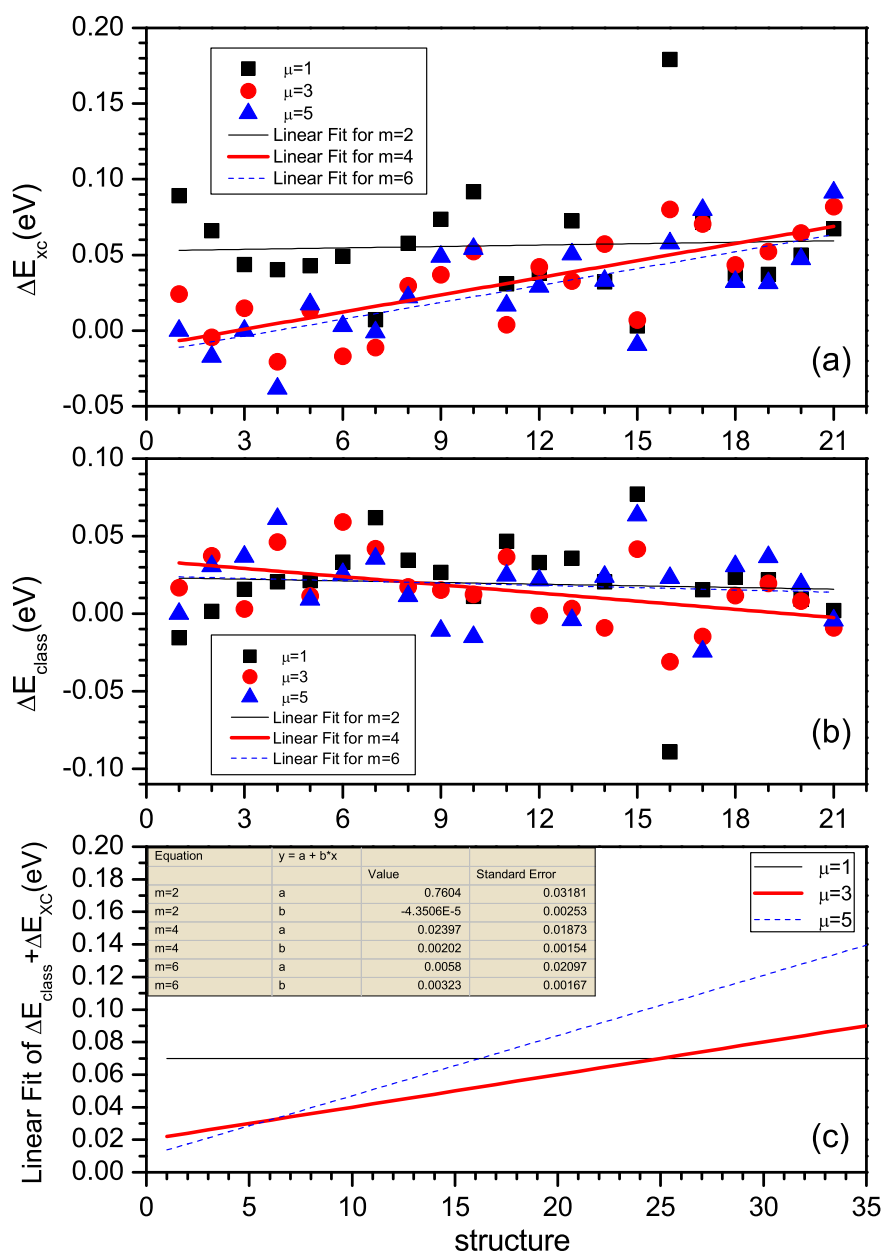 0.20
0.15
0.10
0.05
0.00
-0.05
ΔE_xc(eV)
μ=1
μ=3
μ=5
Linear Fit for m=2
Linear Fit for m=4
Linear Fit for m=6
(a)
0 3 6 9 12 15 18 21
0.10
0.05
0.00
-0.05
-0.10
ΔE_class(eV)
μ=1
μ=3
μ=5
Linear Fit for m=2
Linear Fit for m=4
Linear Fit for m=6
(b)
0 3 6 9 12 15 18 21
0.20
0.18
0.16
0.14
0.12
0.10
0.08
0.06
0.04
0.02
0.00
Linear Fit of ΔE_class+ΔE_XC(eV)
Equation y = a + b*x
Value Standard Error
m=2 a 0.7604 0.03181
m=2 b -4.3506E-5 0.00253
m=4 a 0.02397 0.01873
m=4 b 0.00202 0.00154
m=6 a 0.0058 0.02097
m=6 b 0.00323 0.00167
μ=1
μ=3
μ=5
(c)
0 5 10 15 20 25 30 35
structure